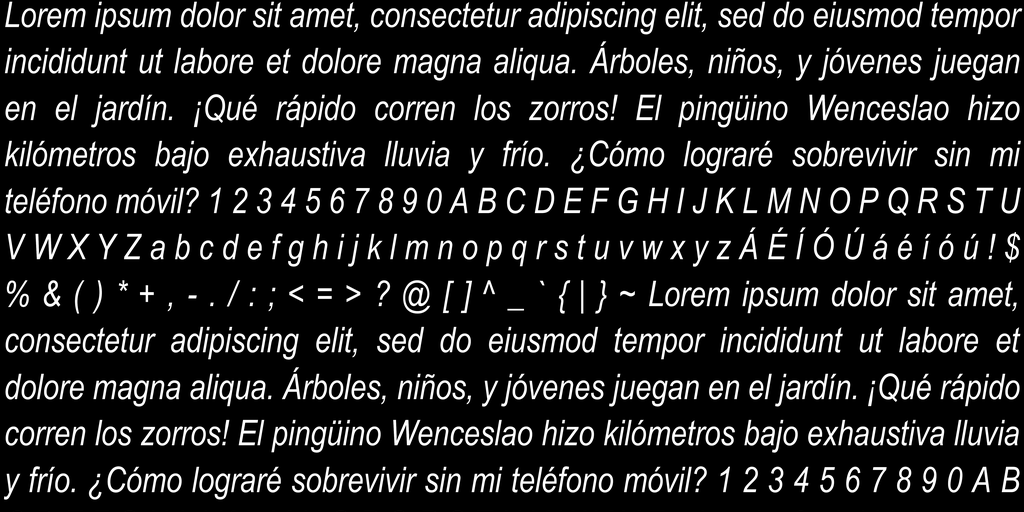 Lorem ipsum dolor sit amet, consectetur adipiscing elit, sed do eiusmod tempor
incididunt ut labore et dolore magna aliqua. Árboles, niños, y jóvenes juegan
en el jardín. ¡Qué rápido corren los zorros! El pingüino Wenceslao hizo
kilómetros bajo exhaustiva lluvia y frío. ¿Cómo lograré sobrevivir sin mi
teléfono móvil? 1 2 3 4 5 6 7 8 9 0 A B C D E F G H I J K L M N O P Q R S T U
V W X Y Z a b c d e f g h i j k l m n o p q r s t u v w x y z Á É Í Ó Ú á é í ó ú ! $
% & ( ) * + , - . / : ; < = > ? @ [ ] ^ _ ` { | } ~ Lorem ipsum dolor sit amet,
consectetur adipiscing elit, sed do eiusmod tempor incididunt ut labore et
dolore magna aliqua. Árboles, niños, y jóvenes juegan en el jardín. ¡Qué rápido
corren los zorros! El pingüino Wenceslao hizo kilómetros bajo exhaustiva lluvia
y frío. ¿Cómo lograré sobrevivir sin mi teléfono móvil? 1 2 3 4 5 6 7 8 9 0 A B